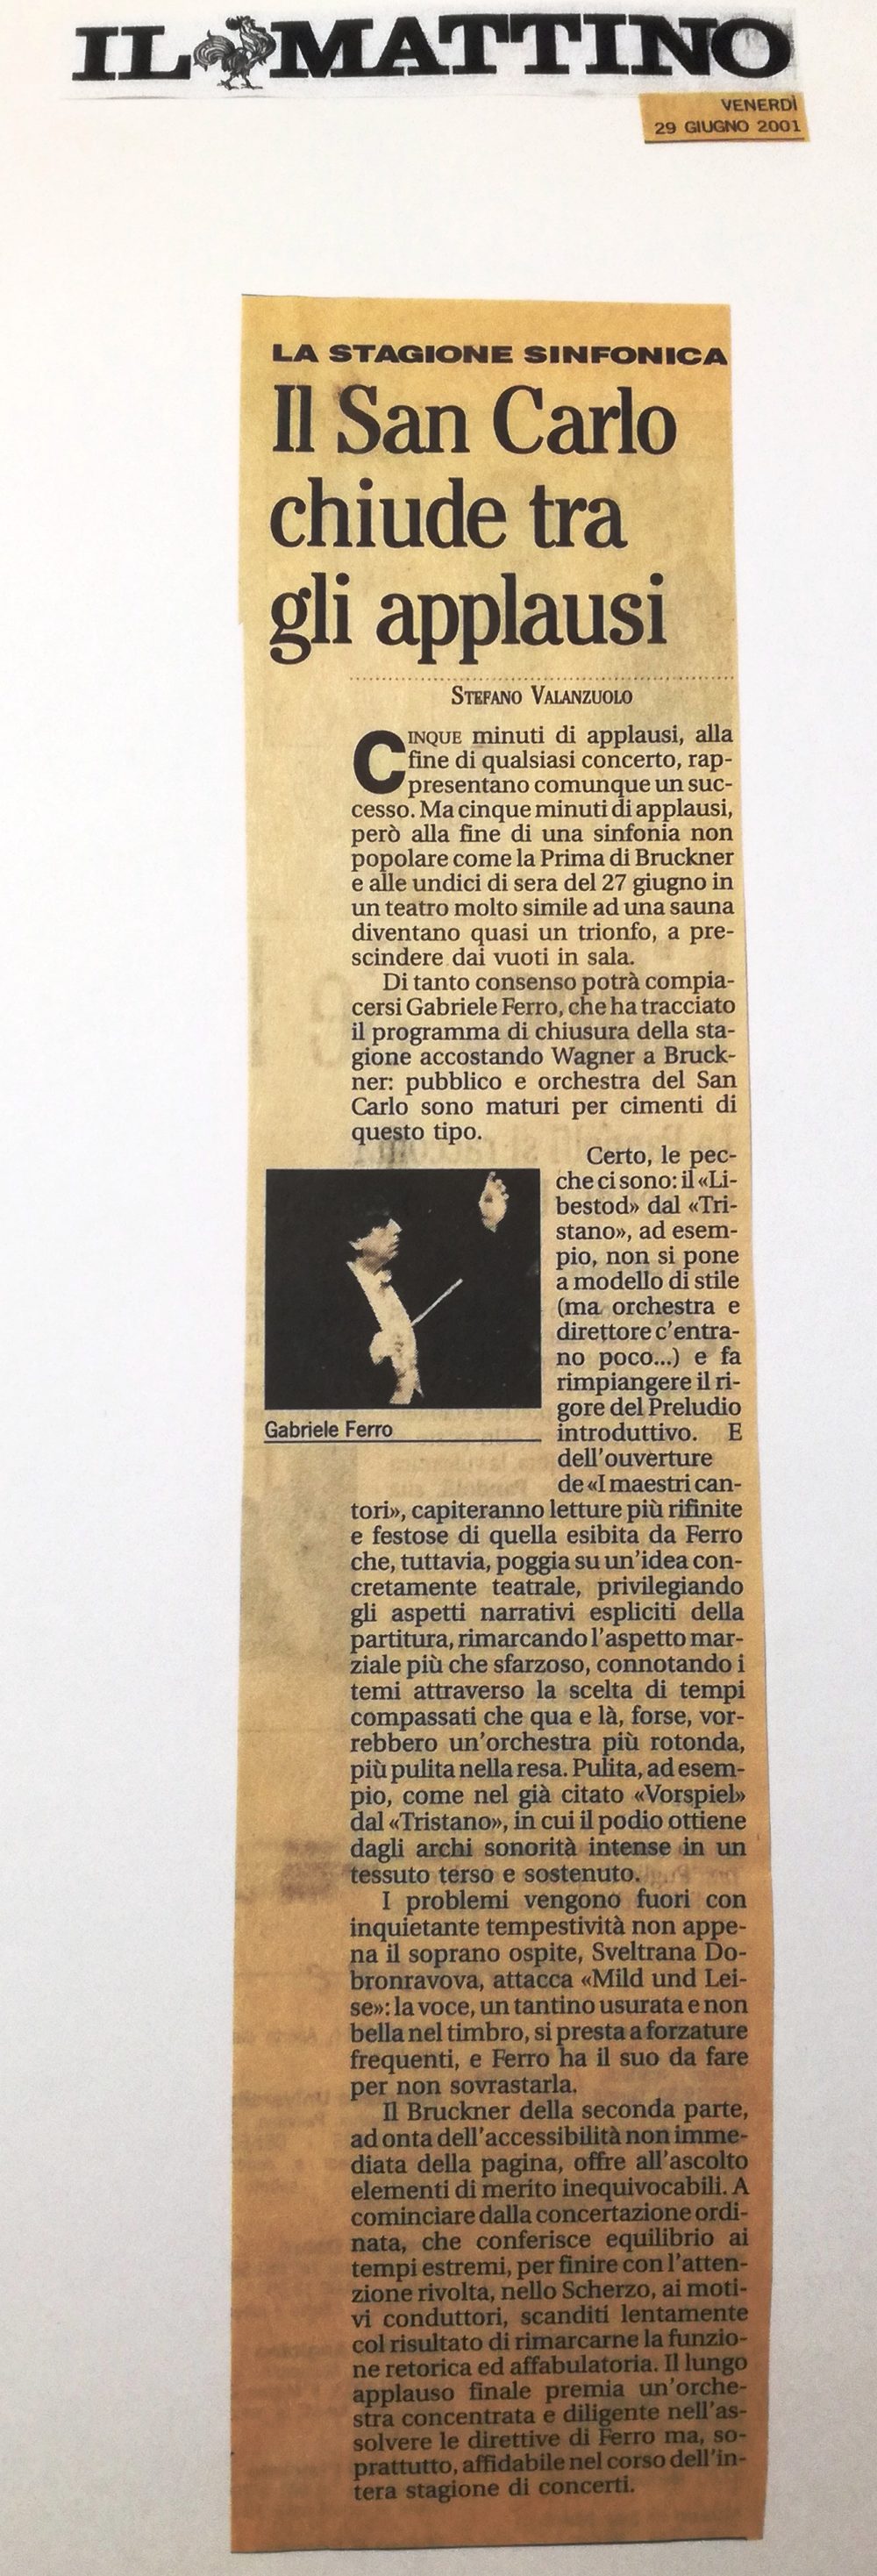 IL MATTINO
VENERDÌ
29 GIUGNO 2001
LA STAGIONE SINFONICA
Il San Carlo
chiude tra
gli applausi
STEFANO VALANZUOLO
CINQUE minuti di applausi, alla
fine di qualsiasi concerto, rap-
presentano comunque un suc-
cesso. Ma cinque minuti di applausi,
però alla fine di una sinfonia non
popolare come la Prima di Bruckner
e alle undici di sera del 27 giugno in
un teatro molto simile ad una sauna
diventano quasi un trionfo, a pre-
scindere dai vuoti in sala.
Di tanto consenso potrà compia-
cersi Gabriele Ferro, che ha tracciato
il programma di chiusura della sta-
gione accostando Wagner a Bruck-
ner: pubblico e orchestra del San
Carlo sono maturi per cimenti di
questo tipo.
Certo, le pec-
che ci sono: il «Li-
bestod» dal «Tri-
stano», ad esem-
pio, non si pone
a modello di stile
(ma orchestra e
direttore c'entra-
no poco...) e fa
rimpiangere il ri-
gore del Preludio
introduttivo. E
dell'ouverture
de «I maestri can-
Gabriele Ferro
tori», capiteranno letture più rifinite
e festose di quella esibita da Ferro
che, tuttavia, poggia su un'idea con-
cretamente teatrale, privilegiando
gli aspetti narrativi espliciti della
partitura, rimarcando l'aspetto mar-
ziale più che sfarzoso, connotando i
temi attraverso la scelta di tempi
compassati che qua e là, forse, vor-
rebbero un'orchestra più rotonda,
più pulita nella resa. Pulita, ad esem-
pio, come nel già citato «Vorspiel»
dal «Tristano», in cui il podio ottiene
dagli archi sonorità intense in un
tessuto terso e sostenuto.
I problemi vengono fuori con
inquietante tempestività non appe-
na il soprano ospite, Sveltrana Do-
bronravova, attacca «Mild und Lei-
se»: la voce, un tantino usurata e non
bella nel timbro, si presta a forzature
frequenti, e Ferro ha il suo da fare
per non sovrastarla.
Il Bruckner della seconda parte,
ad onta dell'accessibilità non imme-
diata della pagina, offre all'ascolto
elementi di merito inequivocabili. A
cominciare dalla concertazione ordi-
nata, che conferisce equilibrio ai
tempi estremi, per finire con l'atten-
zione rivolta, nello Scherzo, ai moti-
vi conduttori, scanditi lentamente
col risultato di rimarcarne la funzio-
ne retorica ed affabulatoria. Il lungo
applauso finale premia un'orche-
stra concentrata e diligente nell'as-
solvere le direttive di Ferro ma, so-
prattutto, affidabile nel corso dell'in-
tera stagione di concerti.